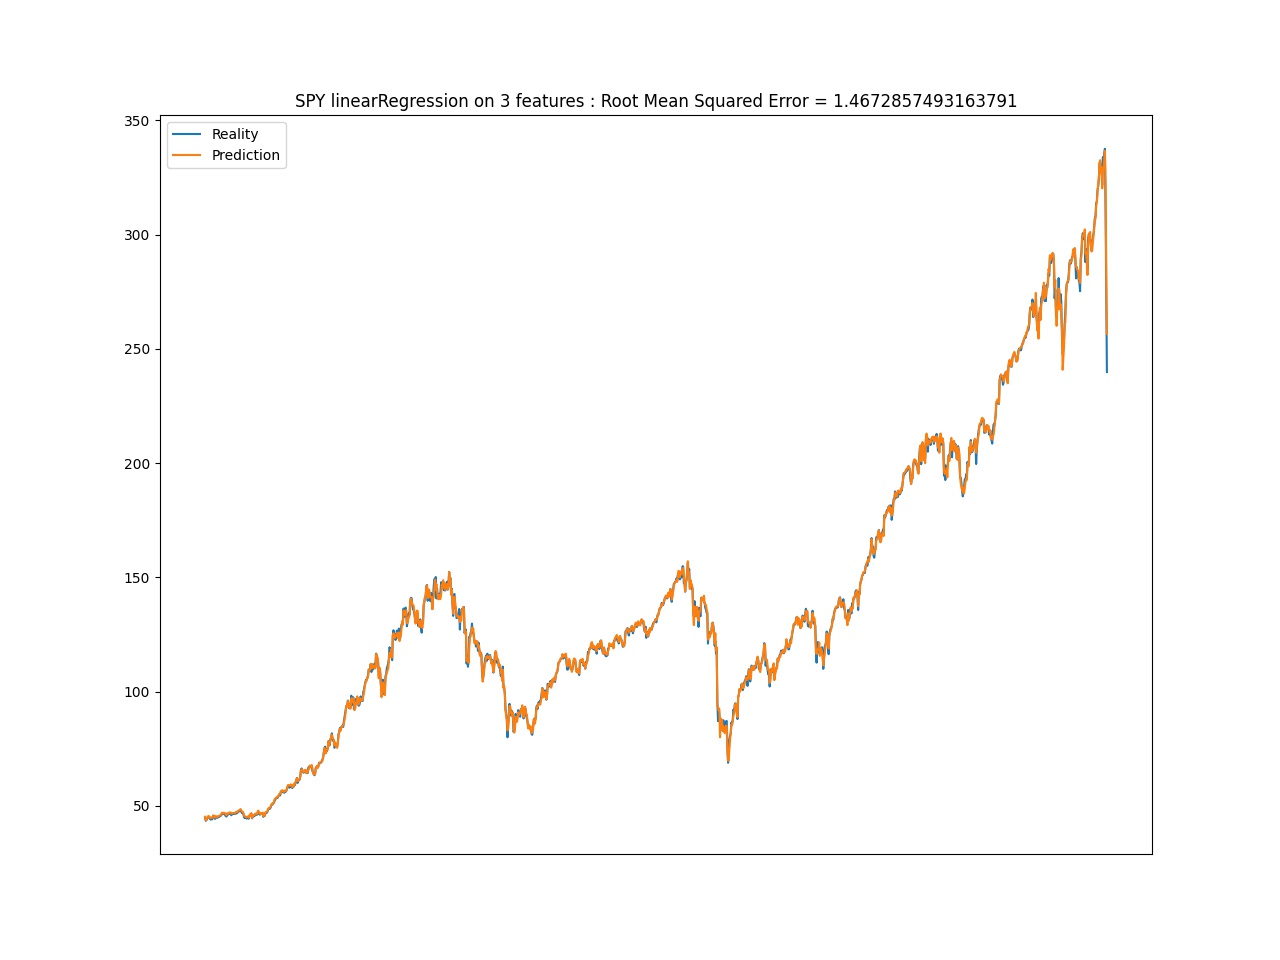 SPY linearRegression on 3 features : Root Mean Squared Error = 1.4672857493163791
Reality
Prediction
350
300
250
200
150
100
50